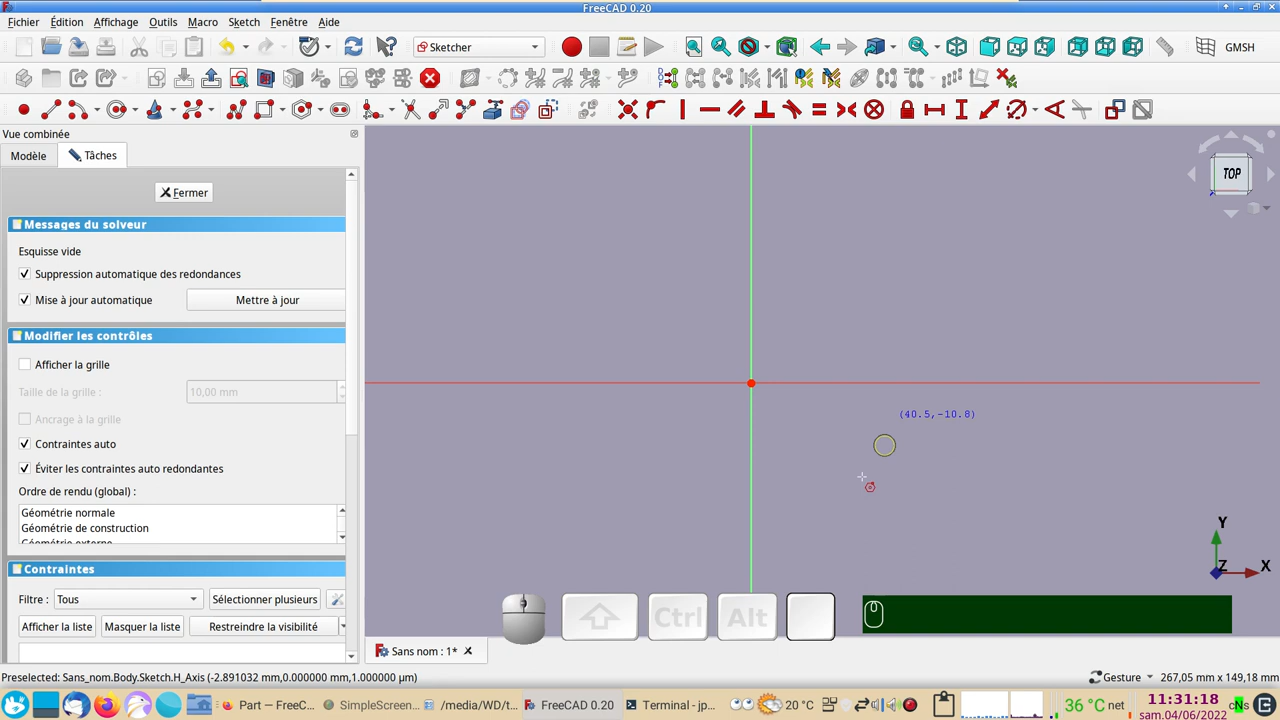 FreeCAD 0.20
Fichier Édition Affichage Outils Macro Sketch Fenêtre Aide
Sketcher GMSH
Vue combinée
Modèle Tâches
Fermer
Messages du solveur
Esquisse vide
Suppression automatique des redondances
Mise à jour automatique Mettre à jour
Modifier les contrôles
Afficher la grille
Taille de la grille : 10,00 mm
Ancrage à la grille
Contraintes auto
Éviter les contraintes auto redondantes
Ordre de rendu (global) :
Géométrie normale
Géométrie de construction
Géométrie externe
Contraintes
Filtre : Tous Sélectionner plusieurs
Afficher la liste Masquer la liste Restreindre la visibilité
TOP
(40.5,-10.8)
Y
Z X
Ctrl Alt
Sans nom : 1*
Preselected: Sans_nom.Body.Sketch.H_Axis (-2.891032 mm,0.000000 mm,1.000000 µm) Gesture 267,05 mm x 149,18 mm
Part — FreeC... SimpleScreen... /media/WD/t... FreeCAD 0.20 Terminal - jp... 20 °C 36 °C 11:31:18
sam.04/06/2022